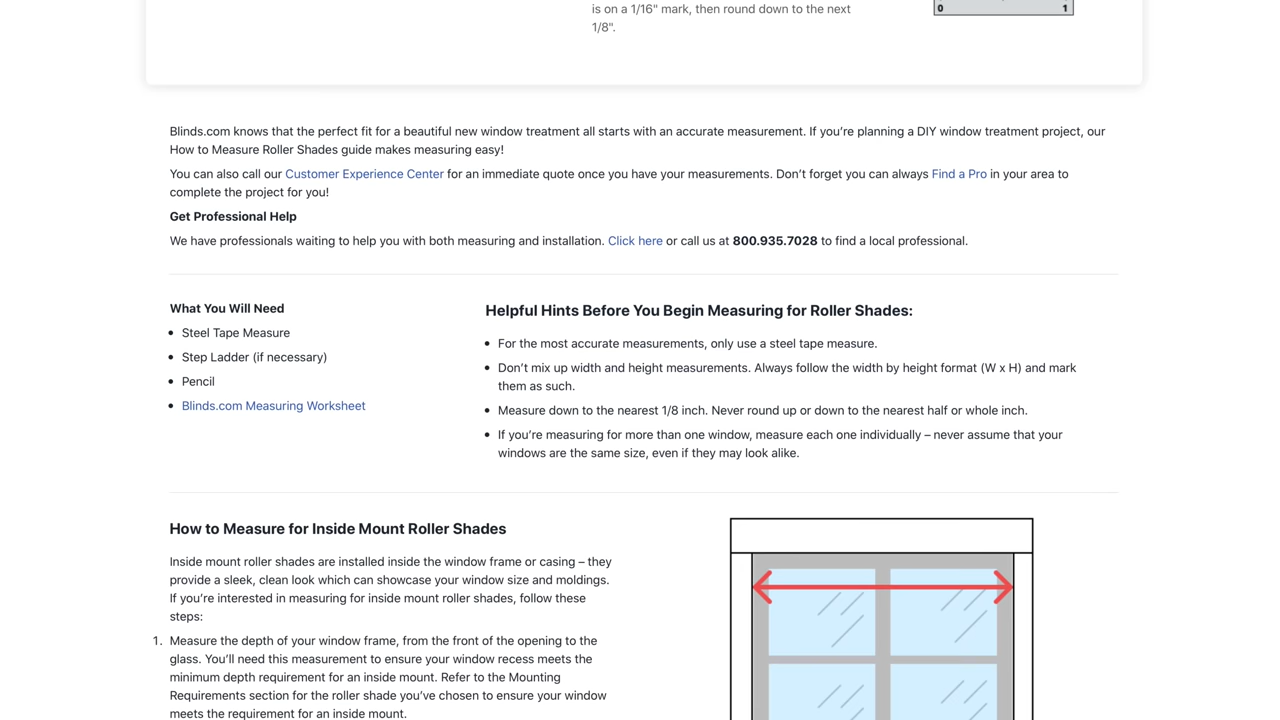 is on a 1/16" mark, then round down to the next
1/8".
0 1
Blinds.com knows that the perfect fit for a beautiful new window treatment all starts with an accurate measurement. If you’re planning a DIY window treatment project, our
How to Measure Roller Shades guide makes measuring easy!
You can also call our Customer Experience Center for an immediate quote once you have your measurements. Don’t forget you can always Find a Pro in your area to
complete the project for you!
Get Professional Help
We have professionals waiting to help you with both measuring and installation. Click here or call us at 800.935.7028 to find a local professional.
What You Will Need
• Steel Tape Measure
• Step Ladder (if necessary)
• Pencil
• Blinds.com Measuring Worksheet
Helpful Hints Before You Begin Measuring for Roller Shades:
• For the most accurate measurements, only use a steel tape measure.
• Don’t mix up width and height measurements. Always follow the width by height format (W x H) and mark
them as such.
• Measure down to the nearest 1/8 inch. Never round up or down to the nearest half or whole inch.
• If you’re measuring for more than one window, measure each one individually – never assume that your
windows are the same size, even if they may look alike.
How to Measure for Inside Mount Roller Shades
Inside mount roller shades are installed inside the window frame or casing – they
provide a sleek, clean look which can showcase your window size and moldings.
If you’re interested in measuring for inside mount roller shades, follow these
steps:
1. Measure the depth of your window frame, from the front of the opening to the
glass. You’ll need this measurement to ensure your window recess meets the
minimum depth requirement for an inside mount. Refer to the Mounting
Requirements section for the roller shade you’ve chosen to ensure your window
meets the requirement for an inside mount.